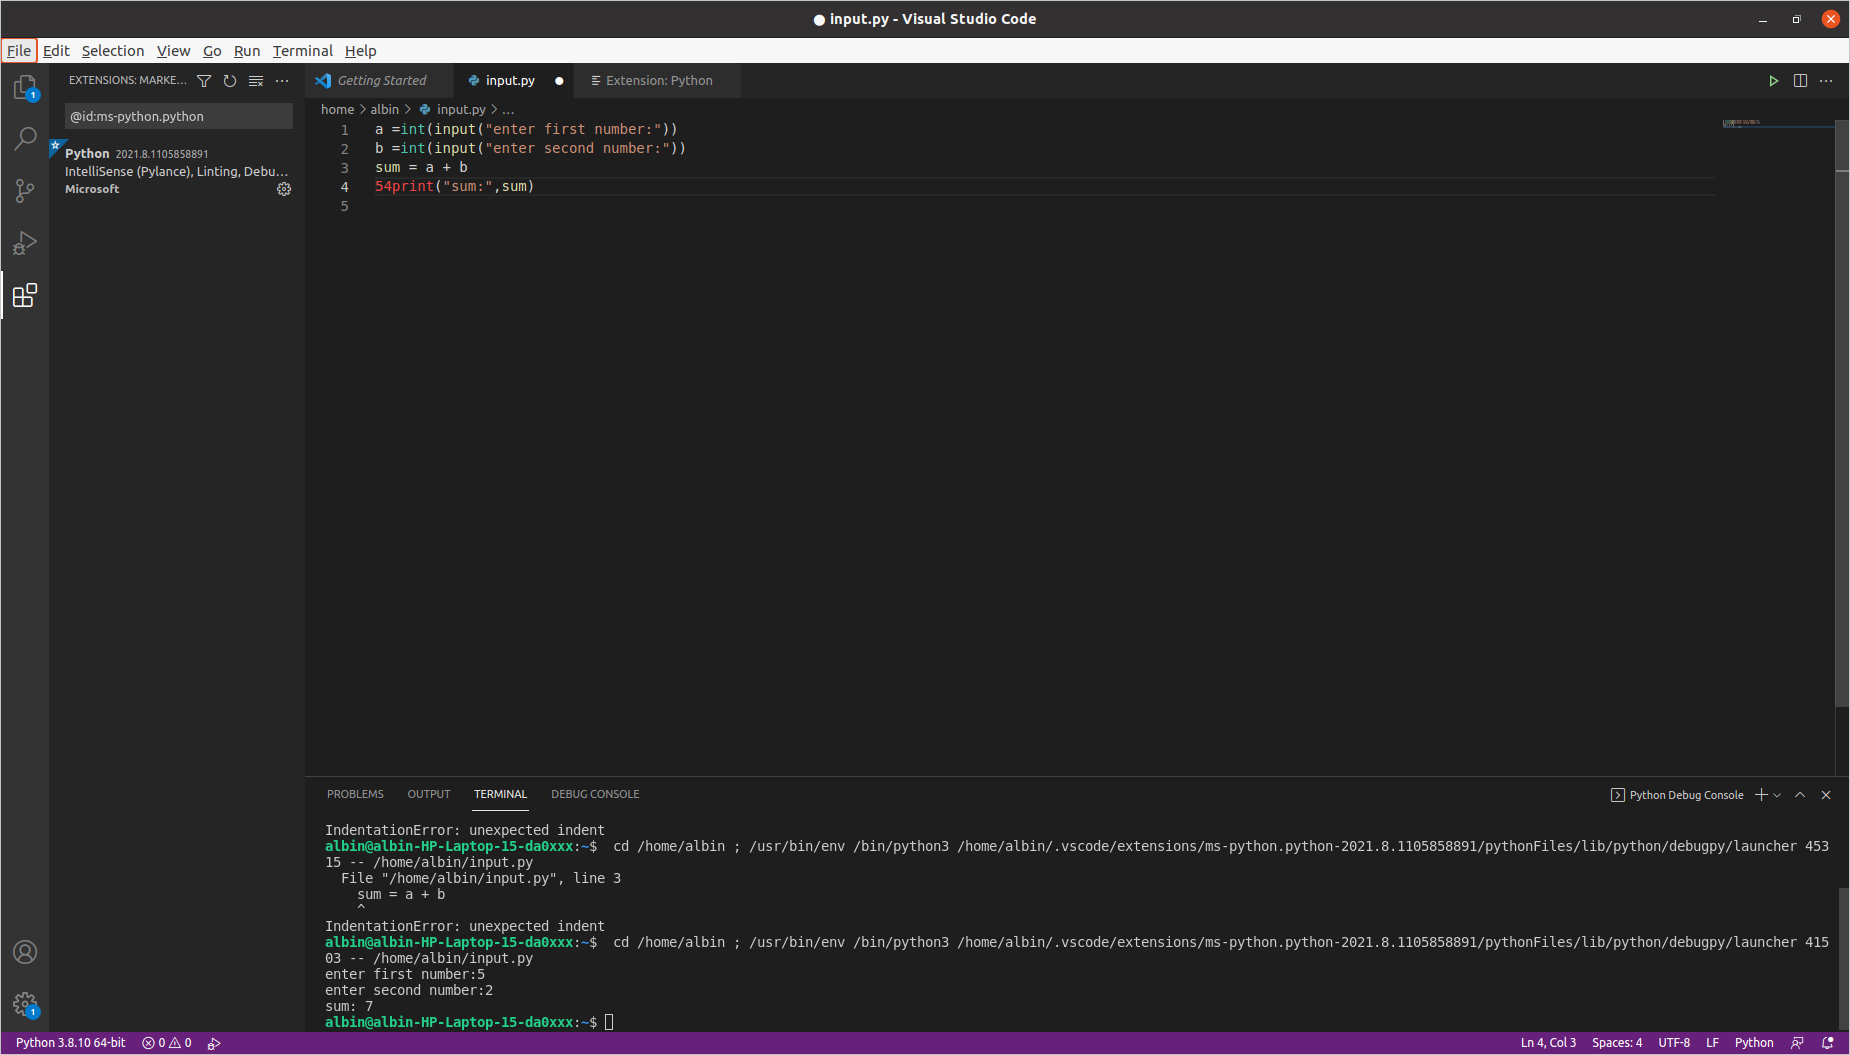 ● input.py - Visual Studio Code
File Edit Selection View Go Run Terminal Help
EXTENSIONS: MARKE... ···
Getting Started
input.py ●
Extension: Python
···
1
@id:ms-python.python
home > albin > input.py > ...
Python 2021.8.1105858891
IntelliSense (Pylance), Linting, Debu...
Microsoft
1 a =int(input("enter first number:"))
2 b =int(input("enter second number:"))
3 sum = a + b
4 54print("sum:",sum)
5
PROBLEMS OUTPUT TERMINAL DEBUG CONSOLE
Python Debug Console
IndentationError: unexpected indent
albin@albin-HP-Laptop-15-da0xxx:~$ cd /home/albin ; /usr/bin/env /bin/python3 /home/albin/.vscode/extensions/ms-python.python-2021.8.1105858891/pythonFiles/lib/python/debugpy/launcher 453
15 -- /home/albin/input.py
File "/home/albin/input.py", line 3
sum = a + b
^
IndentationError: unexpected indent
albin@albin-HP-Laptop-15-da0xxx:~$ cd /home/albin ; /usr/bin/env /bin/python3 /home/albin/.vscode/extensions/ms-python.python-2021.8.1105858891/pythonFiles/lib/python/debugpy/launcher 415
03 -- /home/albin/input.py
enter first number:5
enter second number:2
sum: 7
albin@albin-HP-Laptop-15-da0xxx:~$
1
Python 3.8.10 64-bit 0 0
Ln 4, Col 3 Spaces: 4 UTF-8 LF Python